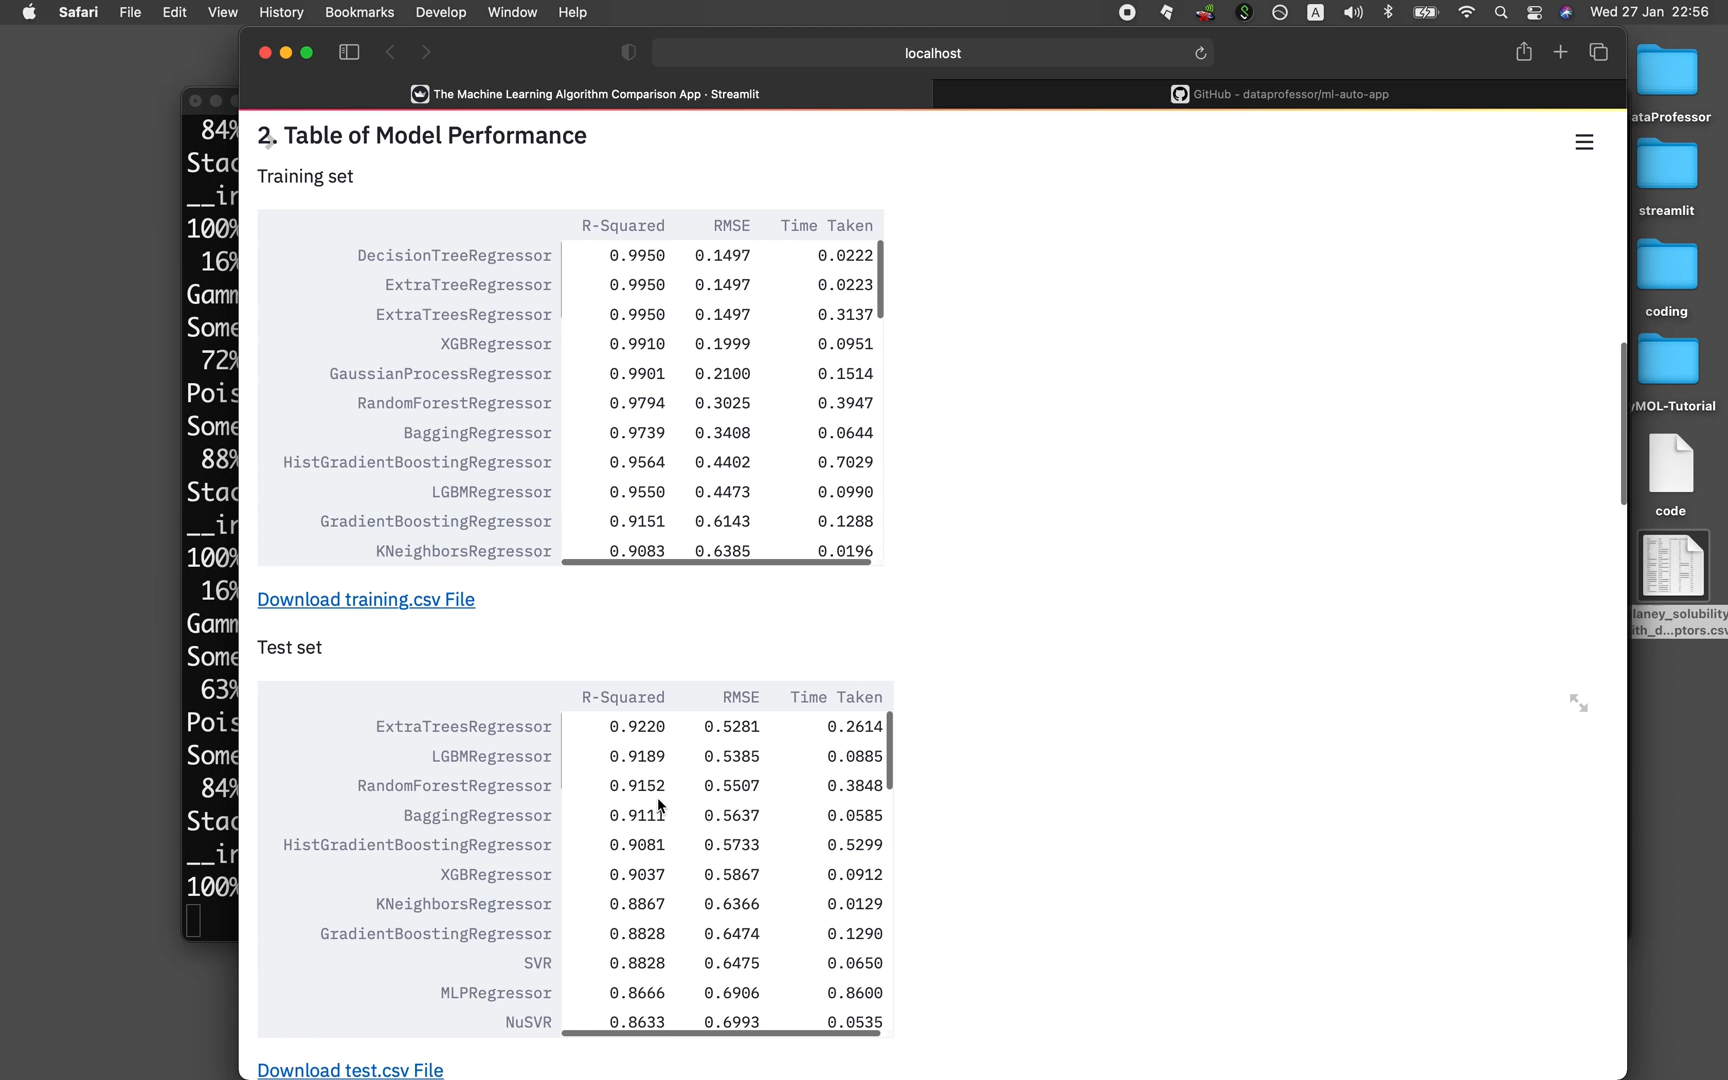 Safari File Edit View History Bookmarks Develop Window Help A Wed 27 Jan 22:56
localhost
The Machine Learning Algorithm Comparison App · Streamlit
GitHub - dataprofessor/ml-auto-app
2. Table of Model Performance
Training set
R-Squared RMSE Time Taken
DecisionTreeRegressor 0.9950 0.1497 0.0222
ExtraTreeRegressor 0.9950 0.1497 0.0223
ExtraTreesRegressor 0.9950 0.1497 0.3137
XGBRegressor 0.9910 0.1999 0.0951
GaussianProcessRegressor 0.9901 0.2100 0.1514
RandomForestRegressor 0.9794 0.3025 0.3947
BaggingRegressor 0.9739 0.3408 0.0644
HistGradientBoostingRegressor 0.9564 0.4402 0.7029
LGBMRegressor 0.9550 0.4473 0.0990
GradientBoostingRegressor 0.9151 0.6143 0.1288
KNeighborsRegressor 0.9083 0.6385 0.0196
Download training.csv File
Test set
R-Squared RMSE Time Taken
ExtraTreesRegressor 0.9220 0.5281 0.2614
LGBMRegressor 0.9189 0.5385 0.0885
RandomForestRegressor 0.9152 0.5507 0.3848
BaggingRegressor 0.9111 0.5637 0.0585
HistGradientBoostingRegressor 0.9081 0.5733 0.5299
XGBRegressor 0.9037 0.5867 0.0912
KNeighborsRegressor 0.8867 0.6366 0.0129
GradientBoostingRegressor 0.8828 0.6474 0.1290
SVR 0.8828 0.6475 0.0650
MLPRegressor 0.8666 0.6906 0.8600
NuSVR 0.8633 0.6993 0.0535
Download test.csv File
84%
Stac
__ir
100%
16%
Gamm
Some
72%
Pois
Some
88%
Stac
__ir
100%
16%
Gamm
Some
63%
Pois
Some
84%
Stac
__ir
100%
ataProfessor
streamlit
coding
yMOL-Tutorial
code
laney_solubility
ith_d...ptors.csv